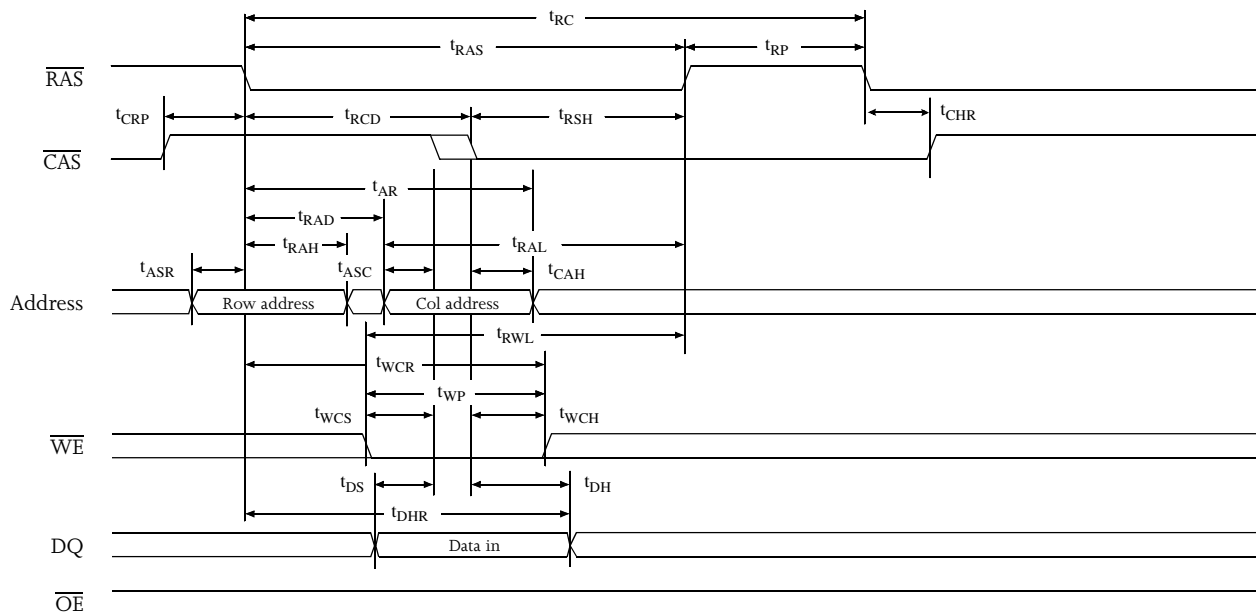 tRC
tRAS
tRP
RAS
tCRP
tRCD
tRSH
tCHR
CAS
tAR
tRAD
tRAH
tRAL
tASR
tASC
tCAH
Address
Row address
Col address
tRWL
tWCR
tWP
tWCS
tWCH
WE
tDS
tDH
tDHR
DQ
Data in
OE